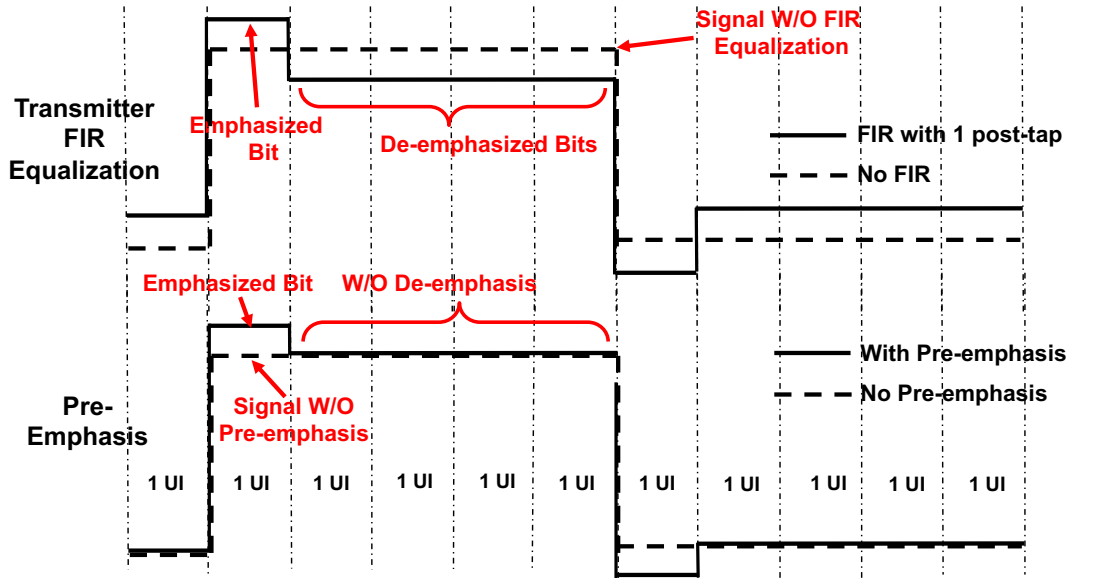 Signal W/O FIR
Equalization
Transmitter
FIR
Equalization
Emphasized
Bit
De-emphasized Bits
FIR with 1 post-tap
No FIR
Emphasized Bit
W/O De-emphasis
With Pre-emphasis
No Pre-emphasis
Pre-
Emphasis
Signal W/O
Pre-emphasis
1 UI
1 UI
1 UI
1 UI
1 UI
1 UI
1 UI
1 UI
1 UI
1 UI
1 UI